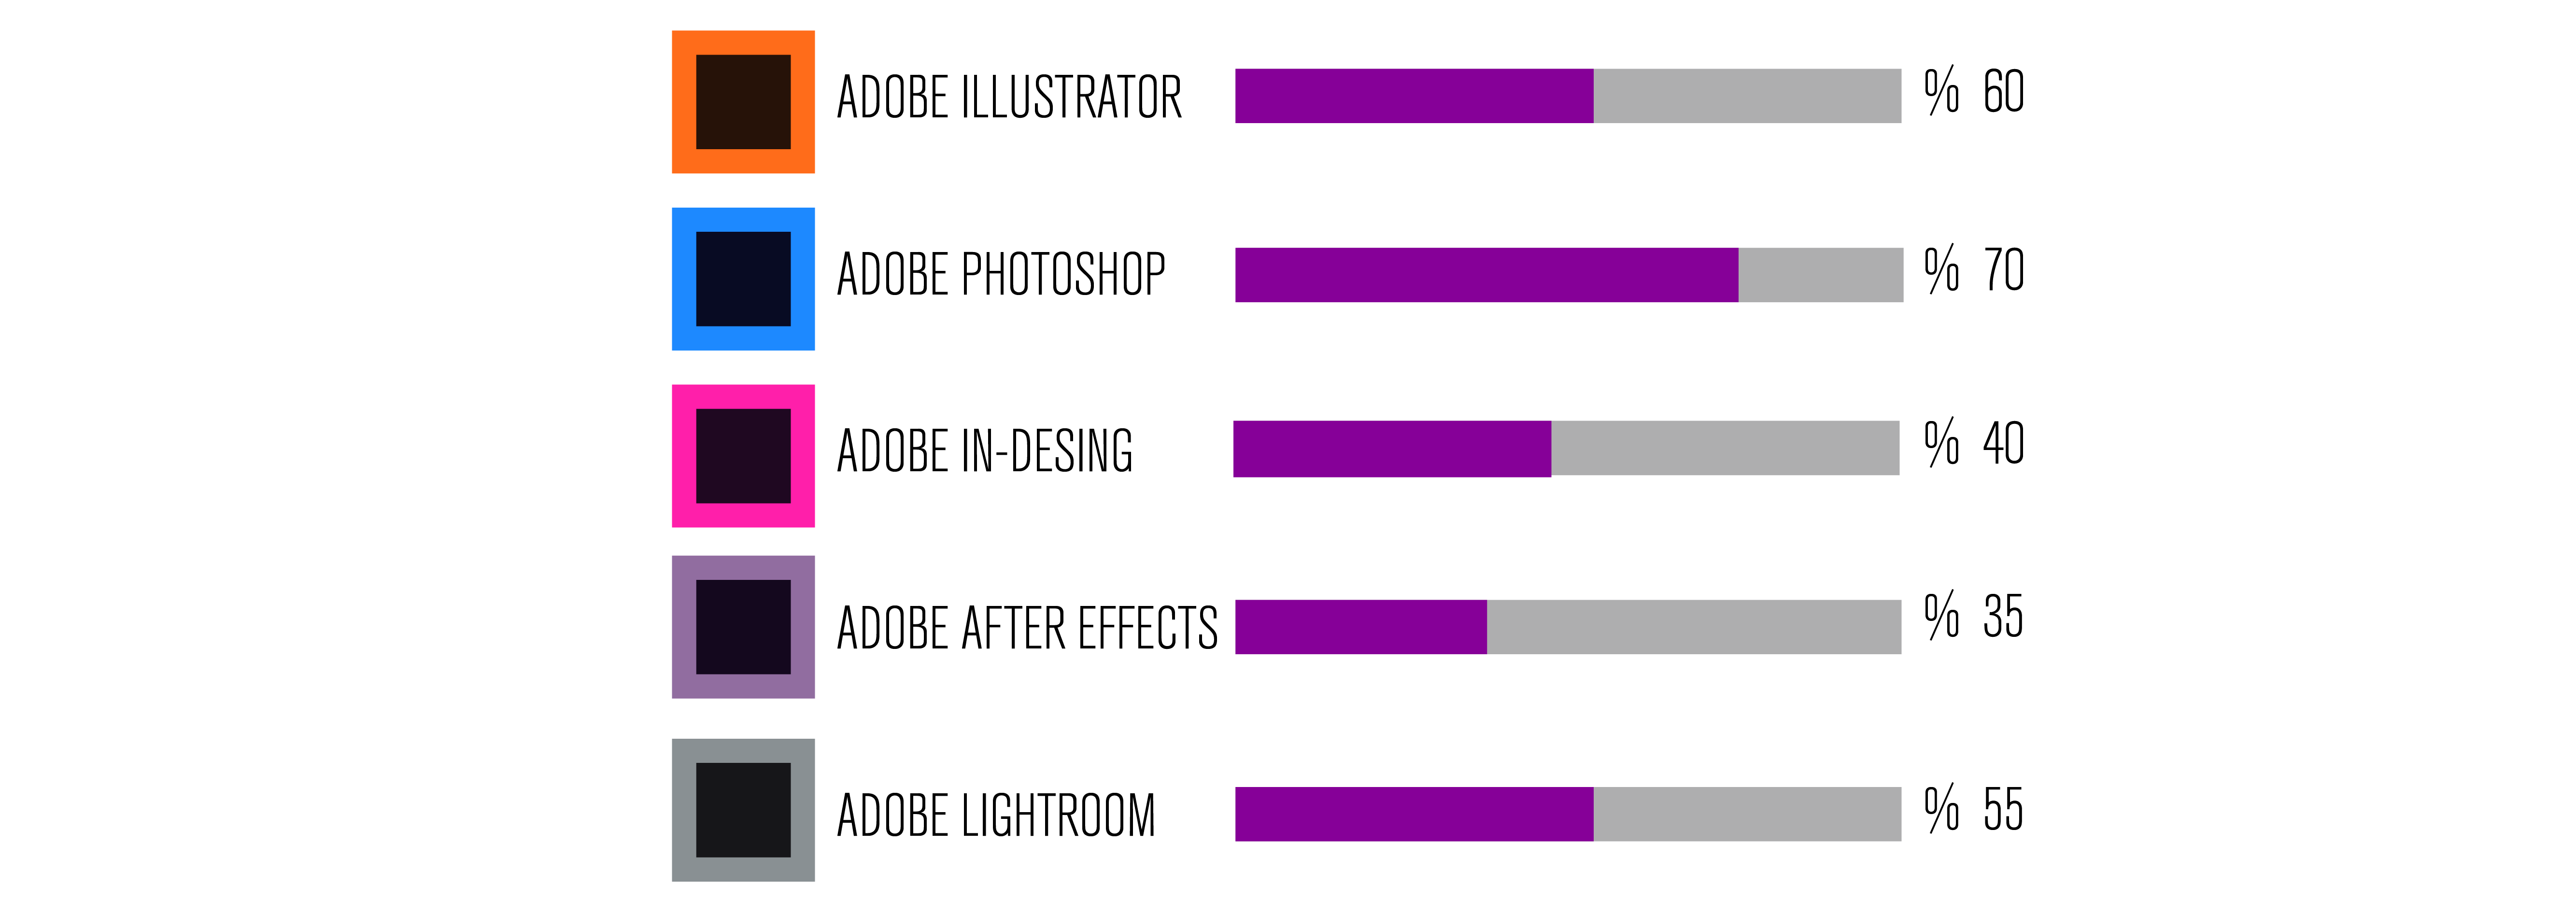 ADOBE ILLUSTRATOR % 60
ADOBE PHOTOSHOP % 70
ADOBE IN-DESING % 40
ADOBE AFTER EFFECTS % 35
ADOBE LIGHTROOM % 55